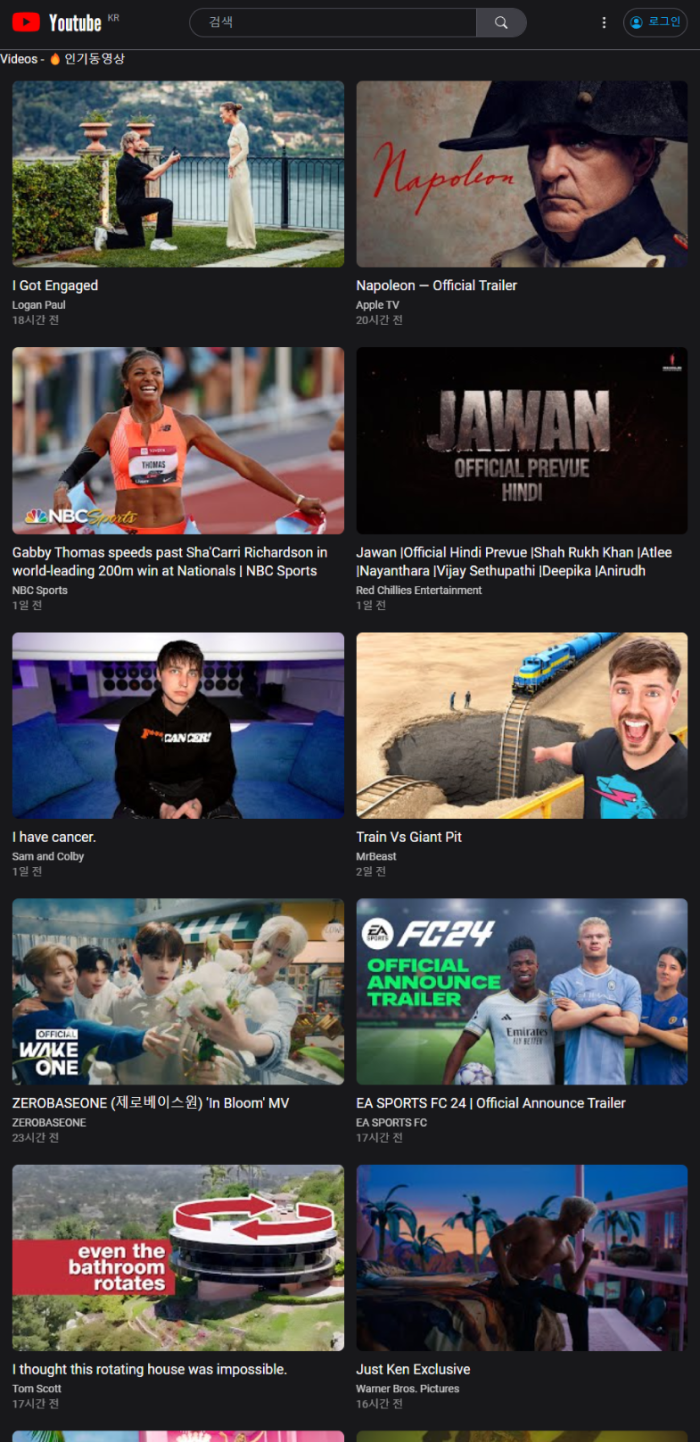 Youtube KR
검색
로그인
Videos - 🔥 인기동영상
I Got Engaged
Logan Paul
18시간 전
Napoleon
Napoleon — Official Trailer
Apple TV
20시간 전
TOYOTA
THOMAS
NBC Sports
Gabby Thomas speeds past Sha'Carri Richardson in
world-leading 200m win at Nationals | NBC Sports
NBC Sports
1일 전
JAWAN
OFFICIAL PREVUE
HINDI
Jawan |Official Hindi Prevue |Shah Rukh Khan |Atlee
|Nayanthara |Vijay Sethupathi |Deepika |Anirudh
Red Chillies Entertainment
1일 전
CANCER!
I have cancer.
Sam and Colby
1일 전
Train Vs Giant Pit
MrBeast
2일 전
OFFICIAL
WAKE
ONE
ZEROBASEONE (제로베이스원) 'In Bloom' MV
ZEROBASEONE
23시간 전
EA SPORTS FC 24
OFFICIAL
ANNOUNCE
TRAILER
Emirates
FLY BETTER
EA SPORTS FC 24 | Official Announce Trailer
EA SPORTS FC
17시간 전
even the
bathroom
rotates
I thought this rotating house was impossible.
Tom Scott
17시간 전
Just Ken Exclusive
Warner Bros. Pictures
16시간 전